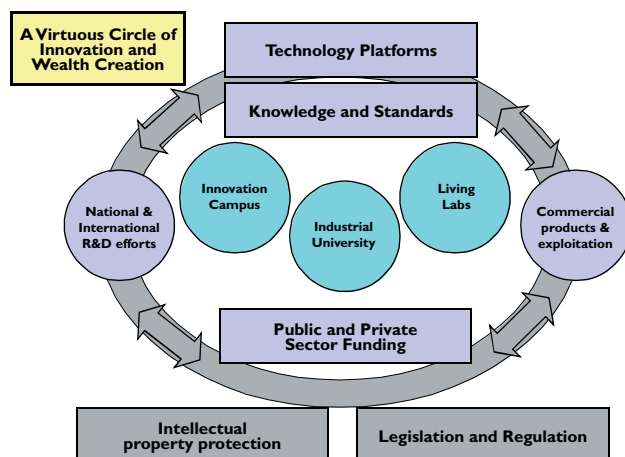 A Virtuous Circle of
Innovation and
Wealth Creation
Technology Platforms
Knowledge and Standards
Innovation
Campus
Living
Labs
National &
International
R&D efforts
Industrial
University
Commercial
products &
exploitation
Public and Private
Sector Funding
Intellectual
property protection
Legislation and Regulation